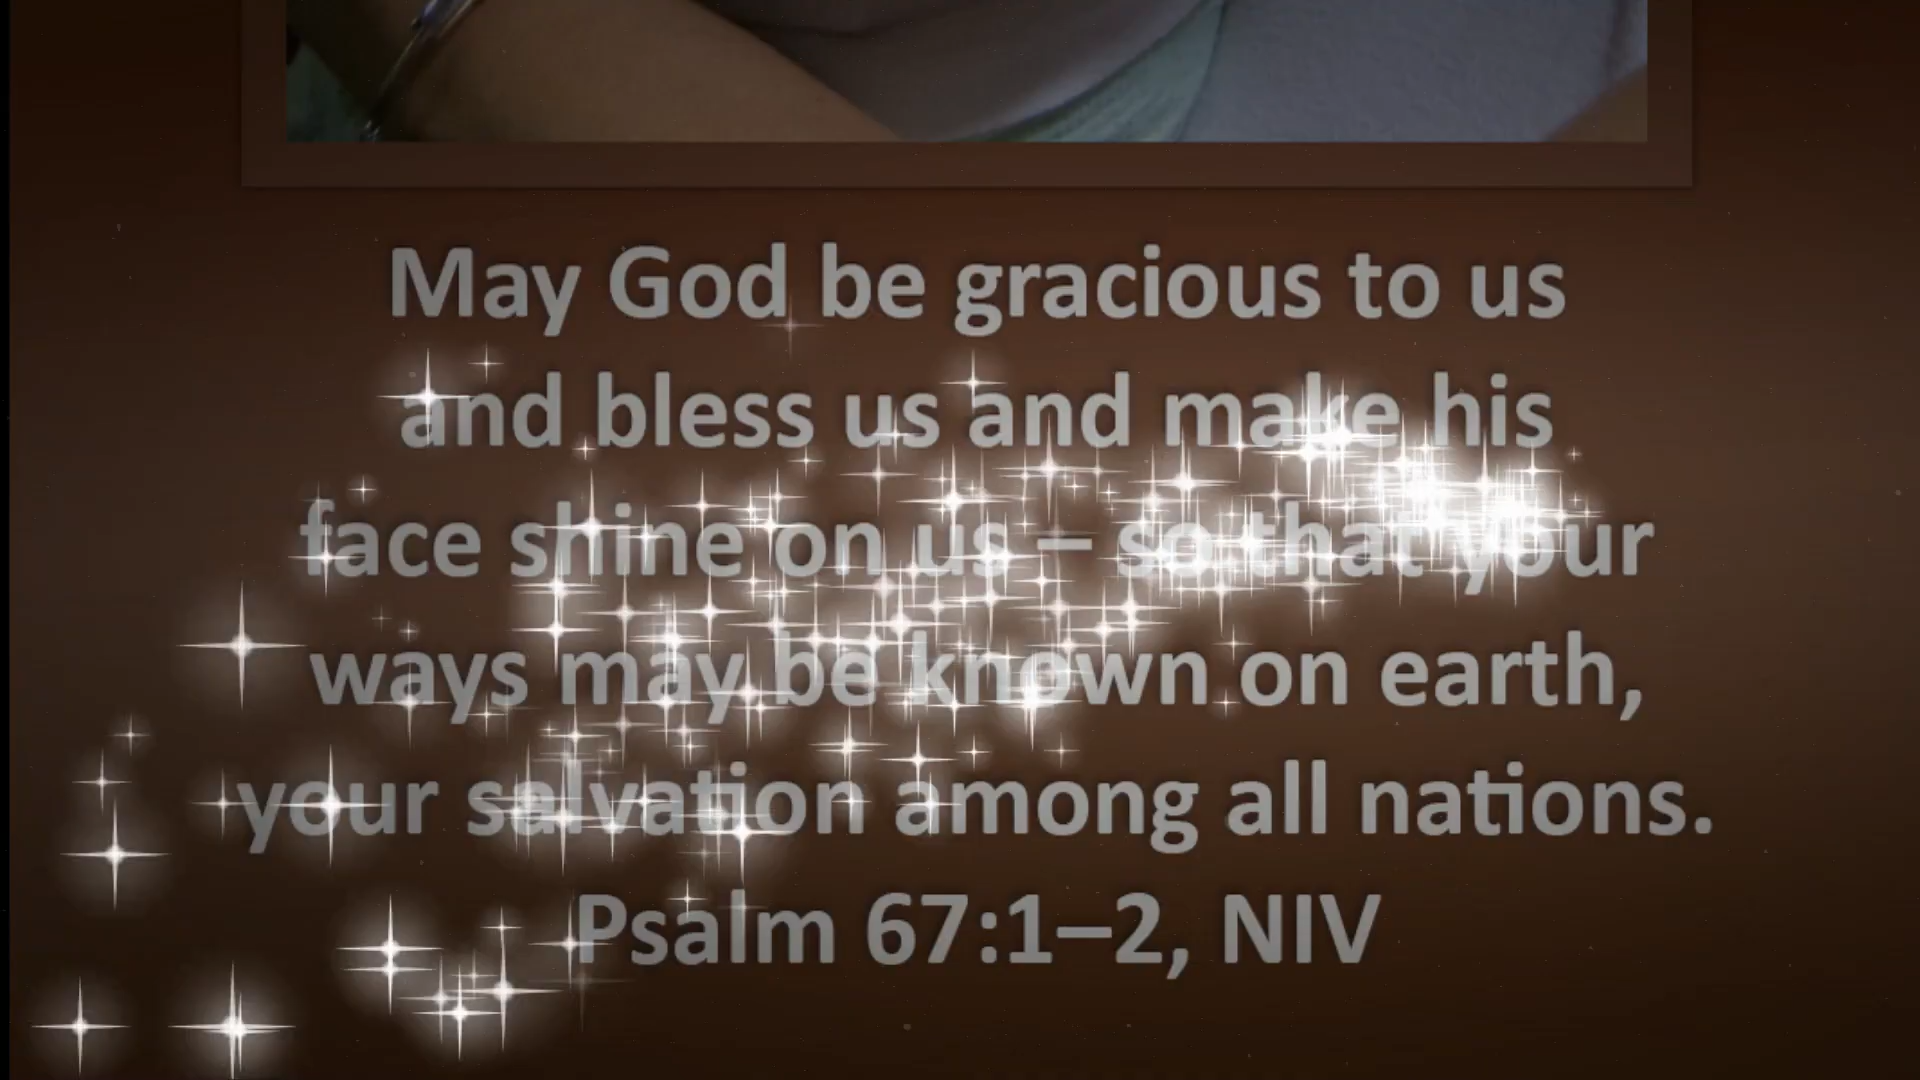 May God be gracious to us
and bless us and make his
face shine on us – so that your
ways may be known on earth,
your salvation among all nations.
Psalm 67:1–2, NIV